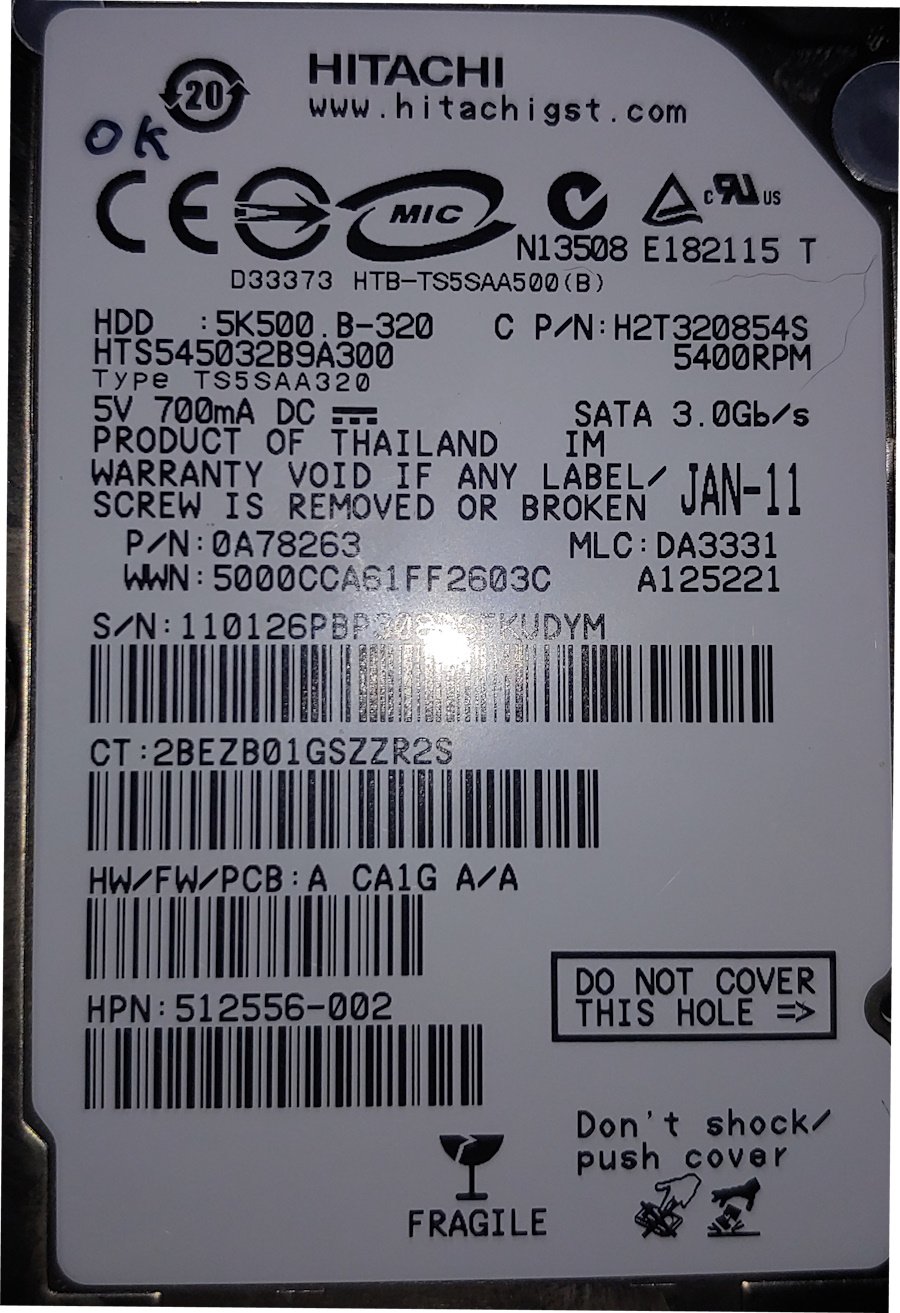 HITACHI
20
www.hitachigst.com
OK
CE MIC C UR US
N13508 E182115 T
D33373 HTB-TS5SAA500(B)
HDD :5K500.B-320 C P/N:H2T320854S
HTS545032B9A300 5400RPM
Type TS5SAA320
5V 700mA DC SATA 3.0Gb/s
PRODUCT OF THAILAND IM
WARRANTY VOID IF ANY LABEL/ JAN-11
SCREW IS REMOVED OR BROKEN
P/N:0A78263 MLC:DA3331
WWN:5000CCA61FF2603C A125221
S/N:
CT:2BEZB01GSZZR2S
HW/FW/PCB:A CA1G A/A
HPN:512556-002
DO NOT COVER
THIS HOLE =>
Don't shock/
push cover
FRAGILE